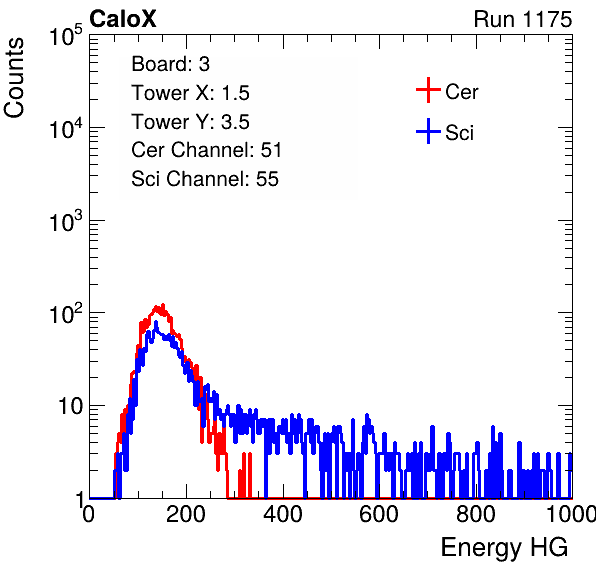 CaloX Run 1175
Counts
Board: 3
Tower X: 1.5
Tower Y: 3.5
Cer Channel: 51
Sci Channel: 55
Cer
Sci
10^5
10^4
10^3
10^2
10
1
0 200 400 600 800 1000
Energy HG